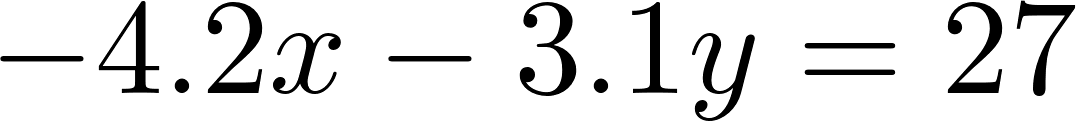 −4.2x − 3.1y = 27